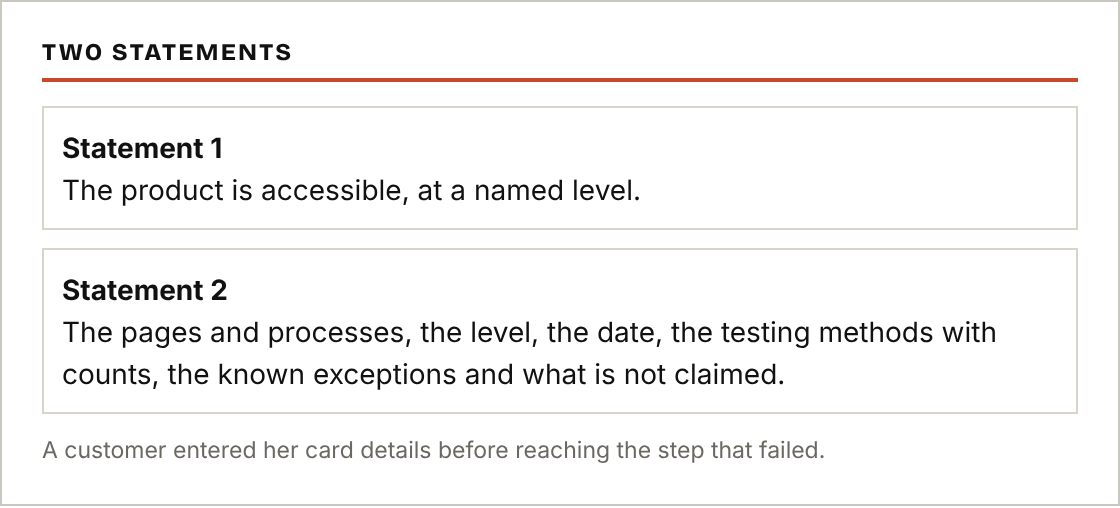 TWO STATEMENTS
Statement 1
The product is accessible, at a named level.
Statement 2
The pages and processes, the level, the date, the testing methods with
counts, the known exceptions and what is not claimed.
A customer entered her card details before reaching the step that failed.